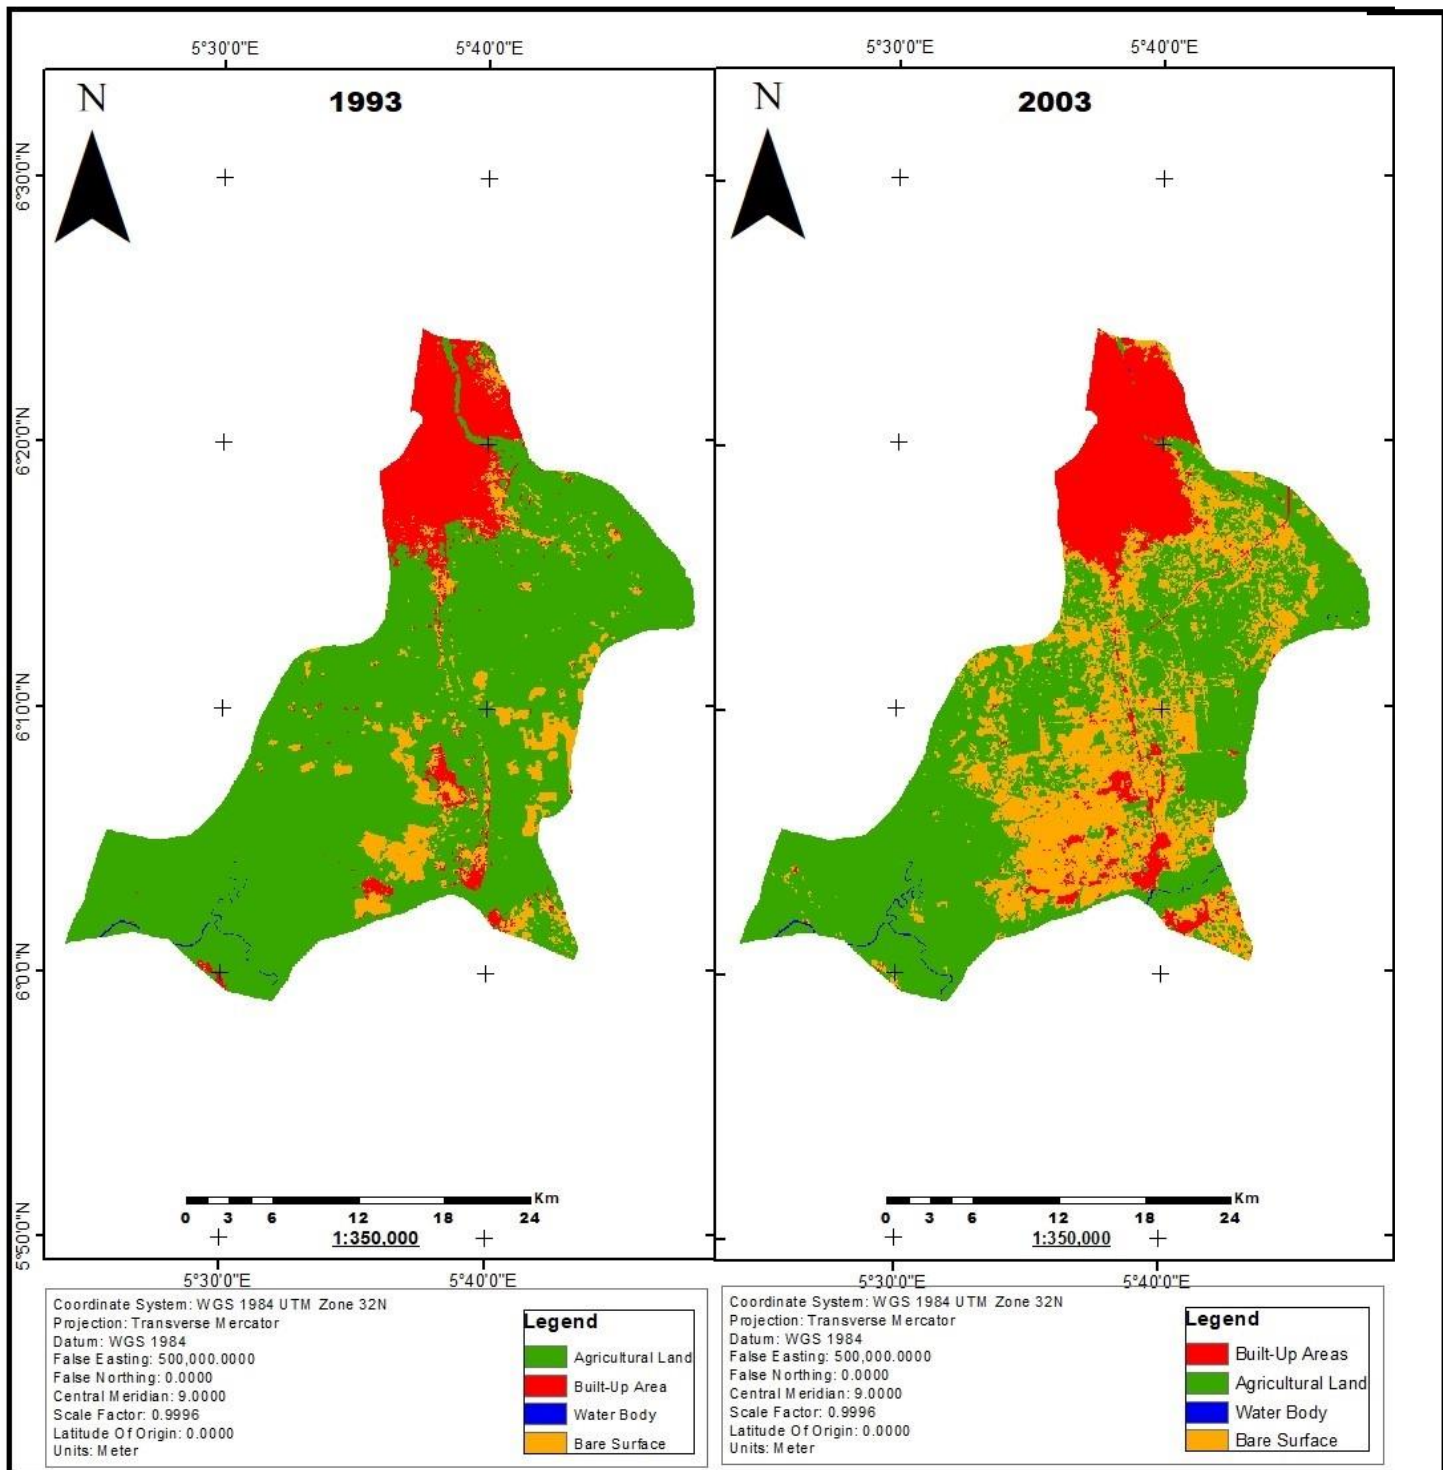 5°30'0"E
5°40'0"E
5°30'0"E
5°40'0"E
N
1993
N
2003
6°30'0"N
6°20'0"N
6°10'0"N
6°0'0"N
5°50'0"N
Km
0 3 6 12 18 24
1:350,000
Km
0 3 6 12 18 24
1:350,000
5°30'0"E
5°40'0"E
5°30'0"E
5°40'0"E
Coordinate System: WGS 1984 UTM Zone 32N
Projection: Transverse Mercator
Datum: WGS 1984
False Easting: 500,000.0000
False Northing: 0.0000
Central Meridian: 9.0000
Scale Factor: 0.9996
Latitude Of Origin: 0.0000
Units: Meter
Legend
Agricultural Land
Built-Up Area
Water Body
Bare Surface
Coordinate System: WGS 1984 UTM Zone 32N
Projection: Transverse Mercator
Datum: WGS 1984
False Easting: 500,000.0000
False Northing: 0.0000
Central Meridian: 9.0000
Scale Factor: 0.9996
Latitude Of Origin: 0.0000
Units: Meter
Legend
Built-Up Areas
Agricultural Land
Water Body
Bare Surface